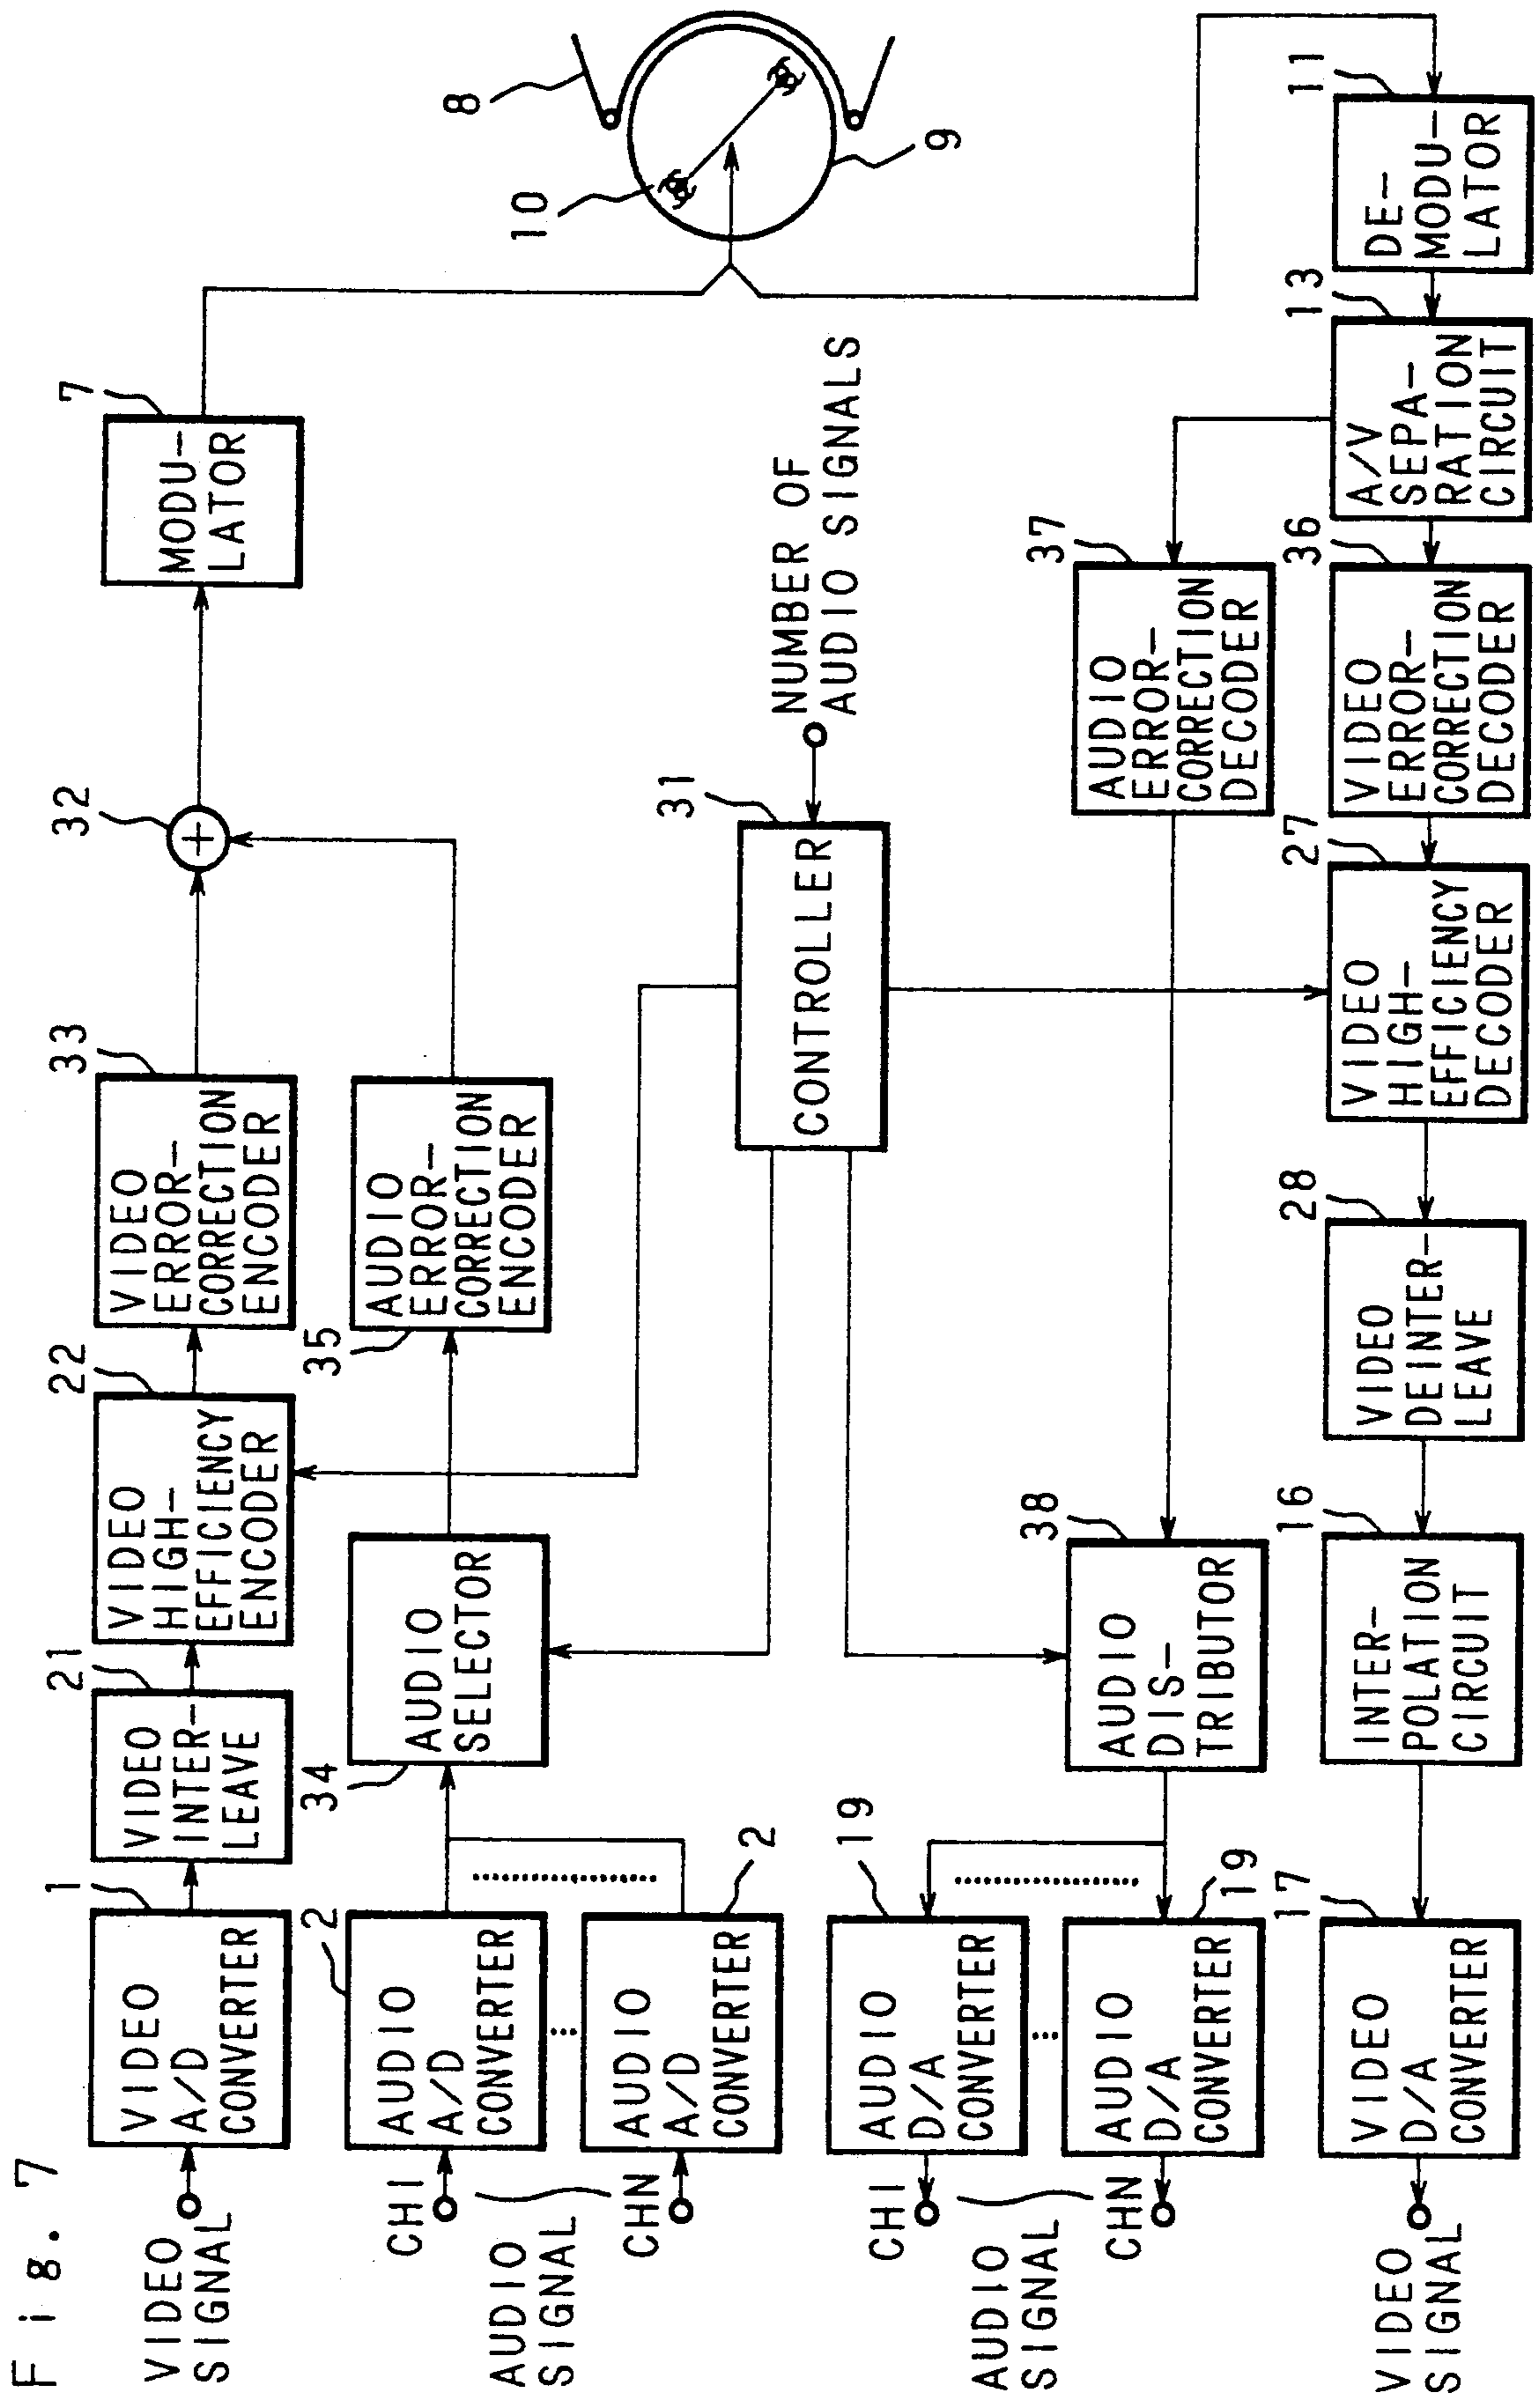 Fig. 7
VIDEO
SIGNAL
1
VIDEO
A/D
CONVERTER
21
VIDEO
INTER-
LEAVE
22
VIDEO
HIGH-
EFFICIENCY
ENCODER
33
VIDEO
ERROR-
CORRECTION
ENCODER
32
+
7
MODU-
LATOR
CHI
AUDIO
SIGNAL
CHN
2
AUDIO
A/D
CONVERTER
2
AUDIO
A/D
CONVERTER
34
AUDIO
SELECTOR
35
AUDIO
ERROR-
CORRECTION
ENCODER
8
10
9
31
CONTROLLER
NUMBER OF
AUDIO SIGNALS
CHI
AUDIO
SIGNAL
CHN
19
AUDIO
D/A
CONVERTER
19
AUDIO
D/A
CONVERTER
38
AUDIO
DIS-
TRIBUTOR
37
AUDIO
ERROR-
CORRECTION
DECODER
VIDEO
SIGNAL
17
VIDEO
D/A
CONVERTER
16
INTER-
POLATION
CIRCUIT
28
VIDEO
DEINTER-
LEAVE
27
VIDEO
HIGH-
EFFICIENCY
DECODER
36
VIDEO
ERROR-
CORRECTION
DECODER
13
A/V
SEPA-
RATION
CIRCUIT
11
DE-
MODU-
LATOR